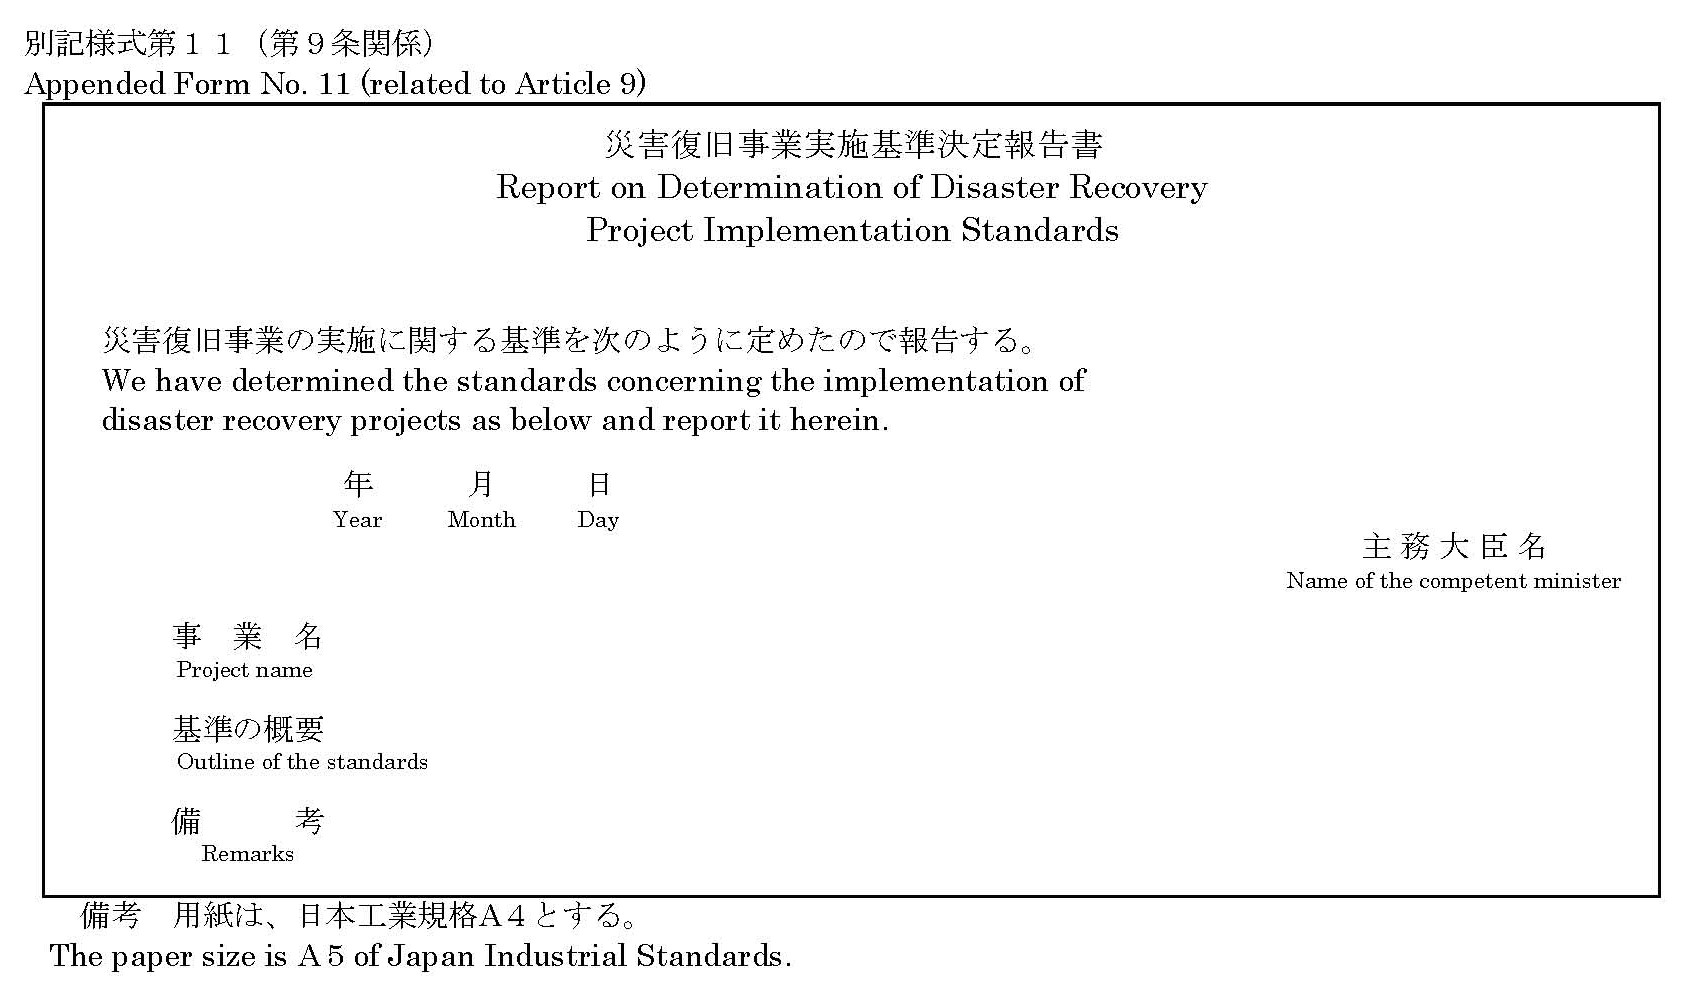 別記様式第１１（第９条関係）
Appended Form No. 11 (related to Article 9)
災害復旧事業実施基準決定報告書
Report on Determination of Disaster Recovery
Project Implementation Standards
災害復旧事業の実施に関する基準を次のように定めたので報告する。
We have determined the standards concerning the implementation of
disaster recovery projects as below and report it herein.
年 月 日
Year Month Day
主 務 大 臣 名
Name of the competent minister
事 業 名
Project name
基準の概要
Outline of the standards
備 考
Remarks
備考 用紙は、日本工業規格A４とする。
The paper size is A５ of Japan Industrial Standards.